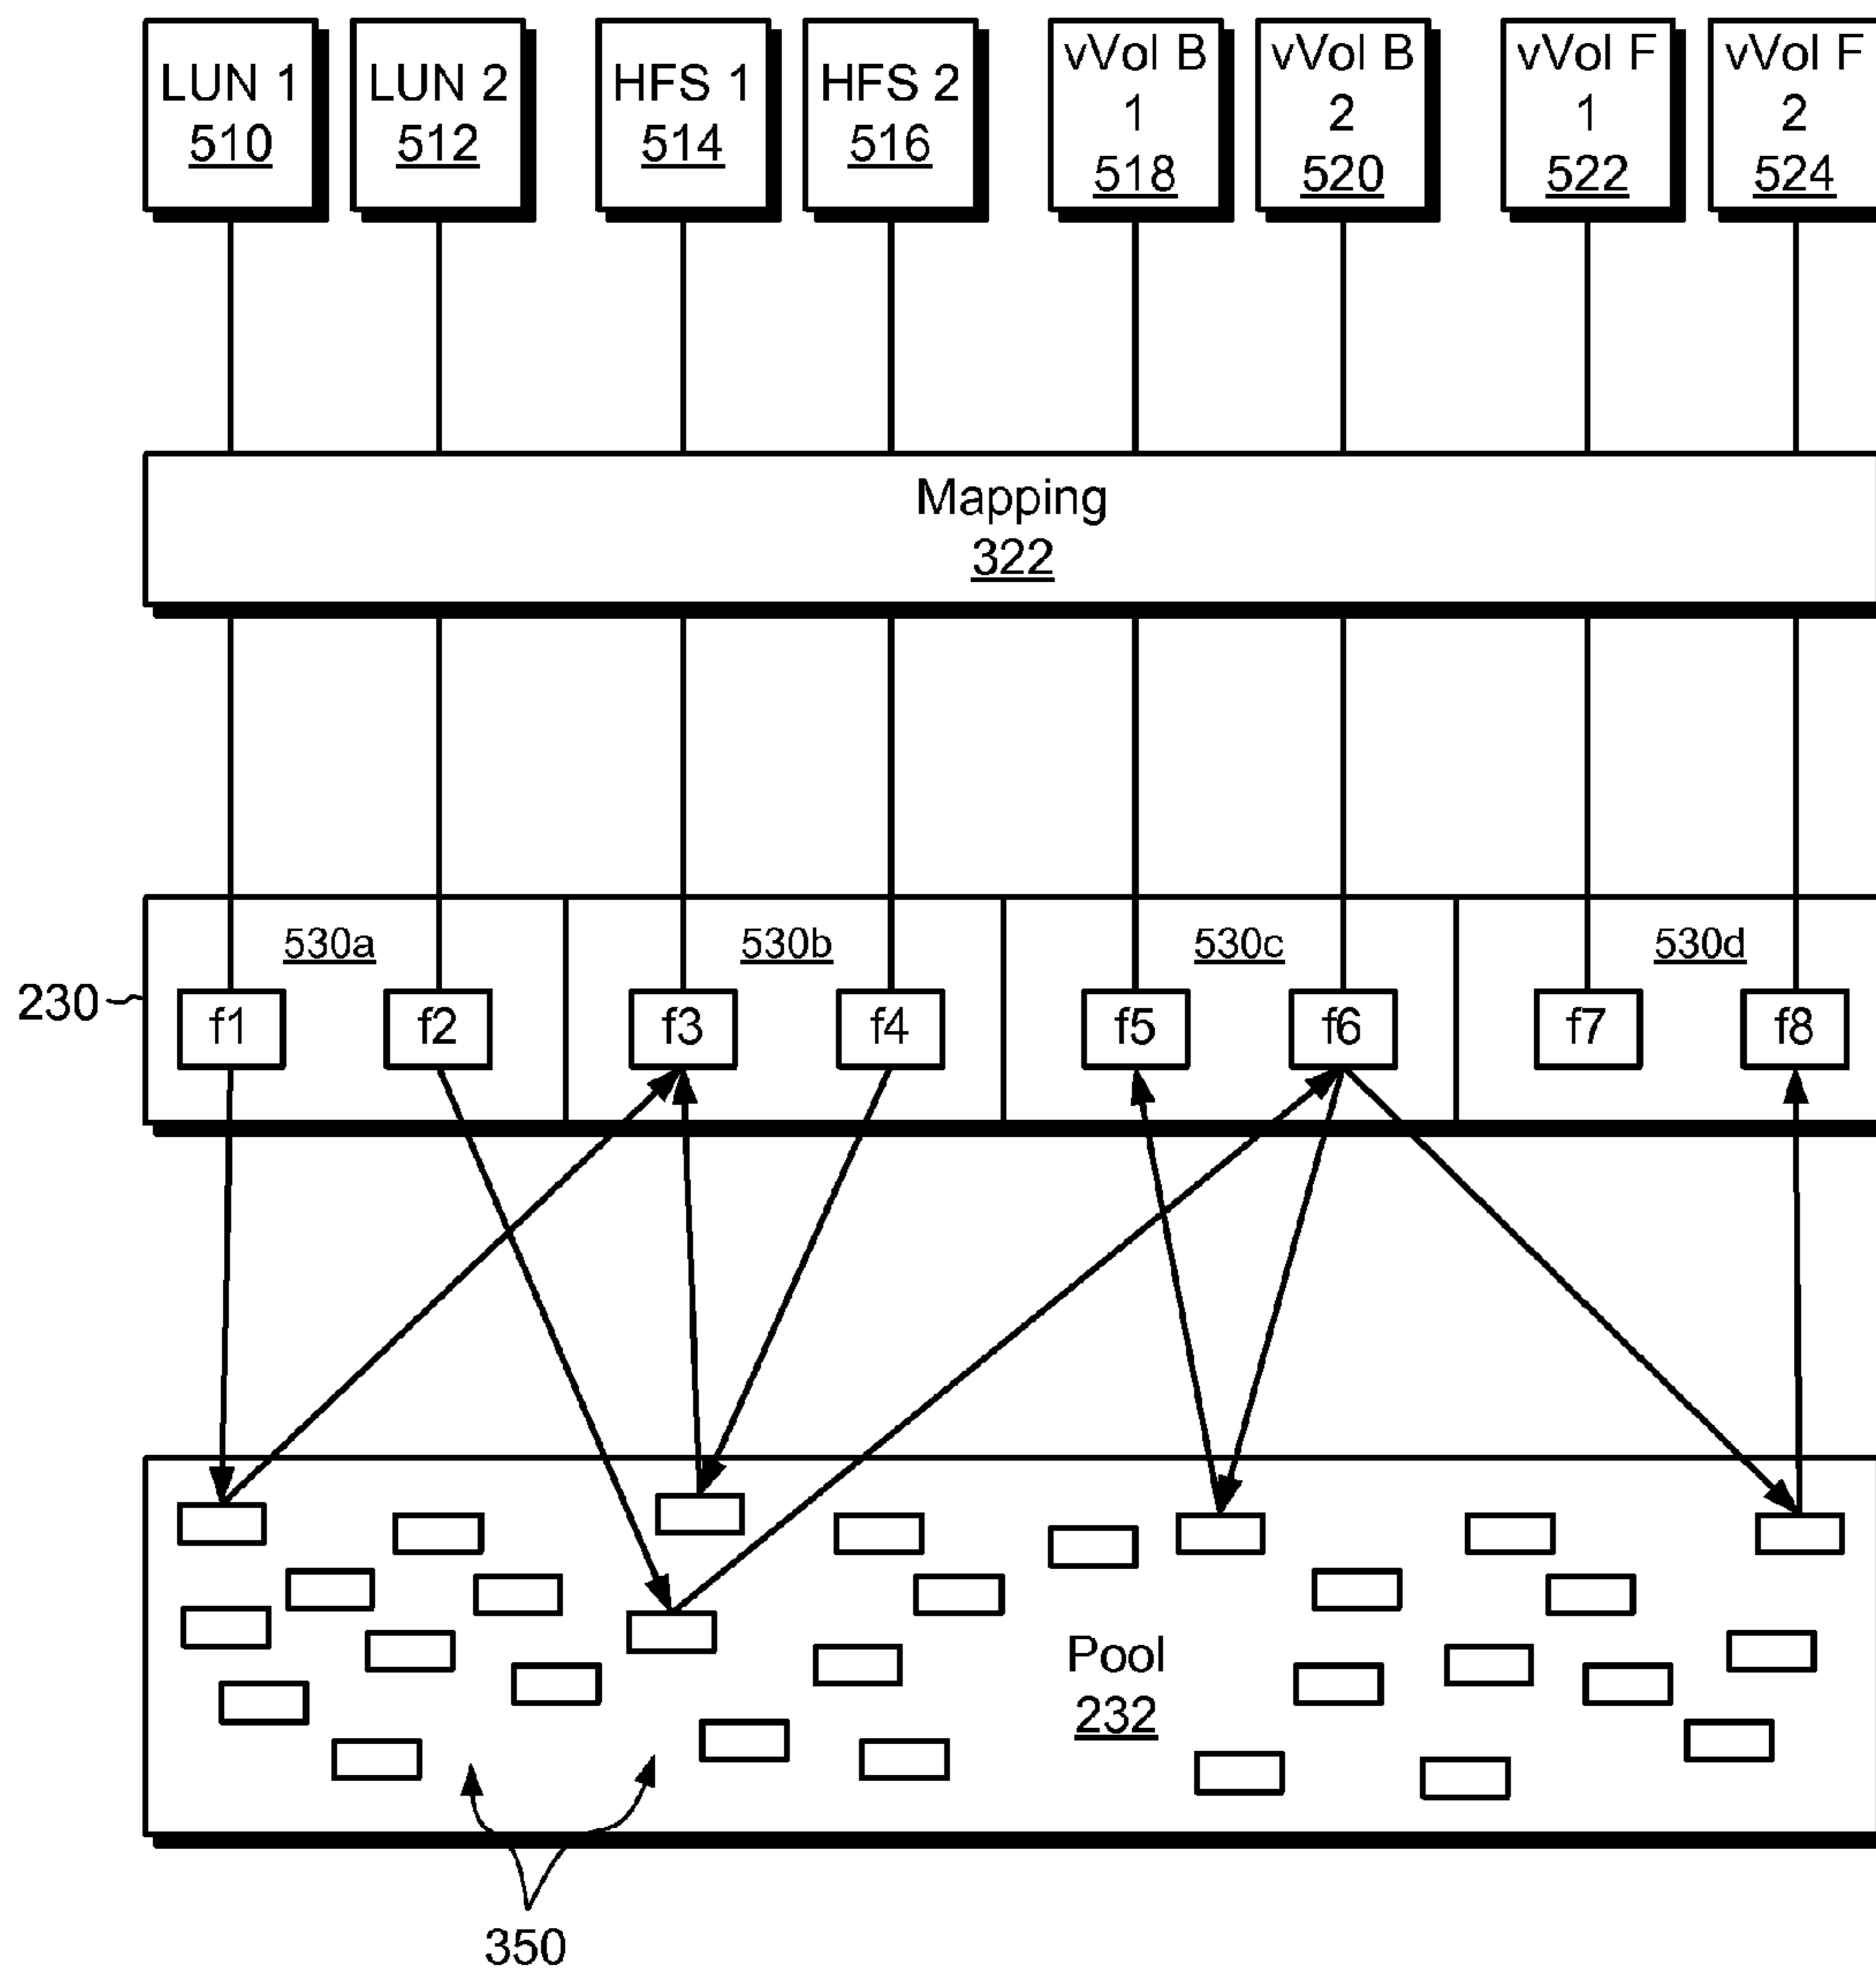 LUN 1
510
LUN 2
512
HFS 1
514
HFS 2
516
vVol B
1
518
vVol B
2
520
vVol F
1
522
vVol F
2
524
Mapping
322
530a
530b
530c
530d
230
f1
f2
f3
f4
f5
f6
f7
f8
Pool
232
350